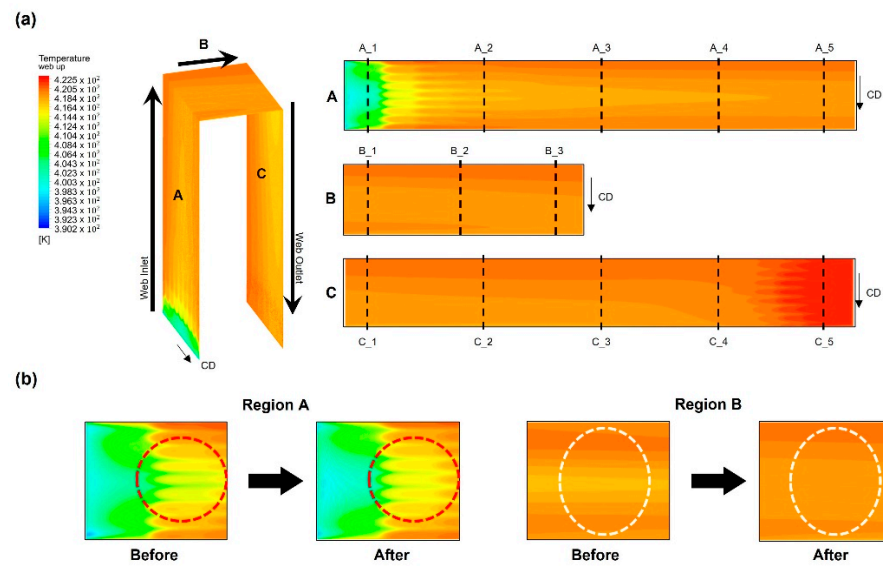 (a)
B
Temperature
web up
4.225 x 10²
4.205 x 10²
4.184 x 10²
4.164 x 10²
4.144 x 10²
4.124 x 10²
4.104 x 10²
4.084 x 10²
4.064 x 10²
4.043 x 10²
4.023 x 10²
4.003 x 10²
3.983 x 10²
3.963 x 10²
3.943 x 10²
3.923 x 10²
3.902 x 10²
[K]
A
C
Web Inlet
Web Outlet
CD
A_1 A_2 A_3 A_4 A_5
A
CD
B_1 B_2 B_3
B
CD
C
CD
C_1 C_2 C_3 C_4 C_5
(b)
Region A Region B
Before After Before After